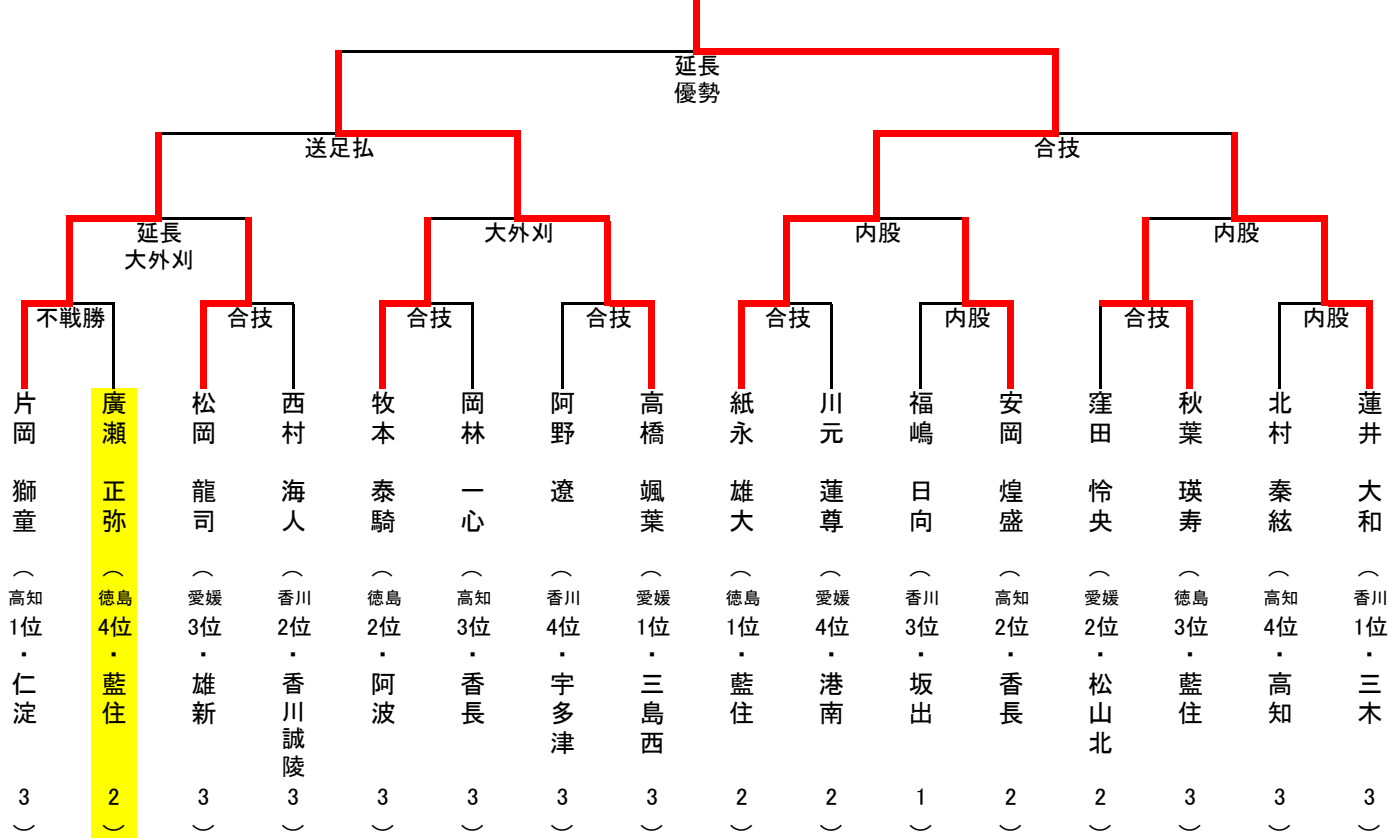 延長
優勢
送足払
合技
延長
大外刈
大外刈
内股
内股
不戦勝
合技
合技
合技
合技
内股
合技
内股
片岡 獅童（高知1位・仁淀 3）
廣瀬 正弥（徳島4位・藍住 2）
松岡 龍司（愛媛3位・雄新 3）
西村 海人（香川2位・香川誠陵 3）
牧本 泰騎（徳島2位・阿波 3）
岡林 一心（高知3位・香長 3）
阿野 遼（香川4位・宇多津 3）
高橋 颯葉（愛媛1位・三島西 3）
紙永 雄大（徳島1位・藍住 2）
川元 蓮尊（愛媛4位・港南 2）
福嶋 日向（香川3位・坂出 1）
安岡 煌盛（高知2位・香長 2）
窪田 怜央（愛媛2位・松山北 2）
秋葉 瑛寿（徳島3位・藍住 3）
北村 秦絃（高知4位・高知 3）
蓮井 大和（香川1位・三木 3）